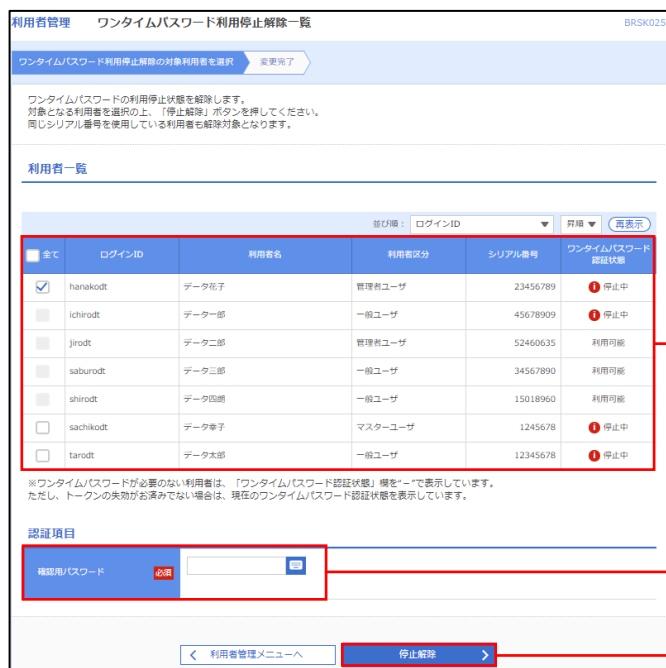 利用者管理 ワンタイムパスワード利用停止解除一覧 BRSK025
ワンタイムパスワード利用停止解除の対象利用者を選択 変更完了
ワンタイムパスワードの利用停止状態を解除します。
対象となる利用者を選択の上、「停止解除」ボタンを押してください。
同じシリアル番号を使用している利用者も解除対象となります。
利用者一覧
並び順： ログインID ▼ 昇順 ▼ 再表示
全て ログインID 利用者名 利用者区分 シリアル番号 ワンタイムパスワード
認証状態
hanakodt データ花子 管理者ユーザ 23456789 停止中
ichirodt データ一郎 一般ユーザ 45678909 停止中
jirodt データ二郎 管理者ユーザ 52460635 利用可能
saburodt データ三郎 一般ユーザ 34567890 利用可能
shirodt データ四朗 一般ユーザ 15018960 利用可能
sachikodt データ幸子 マスターユーザ 1245678 停止中
tarodt データ太郎 一般ユーザ 12345678 停止中
※ワンタイムパスワードが必要のない利用者は、「ワンタイムパスワード認証状態」欄を"－"で表示しています。
ただし、トークンの失効がお済みでない場合は、現在のワンタイムパスワード認証状態を表示しています。
認証項目
確認用パスワード 必須
利用者管理メニューへ 停止解除